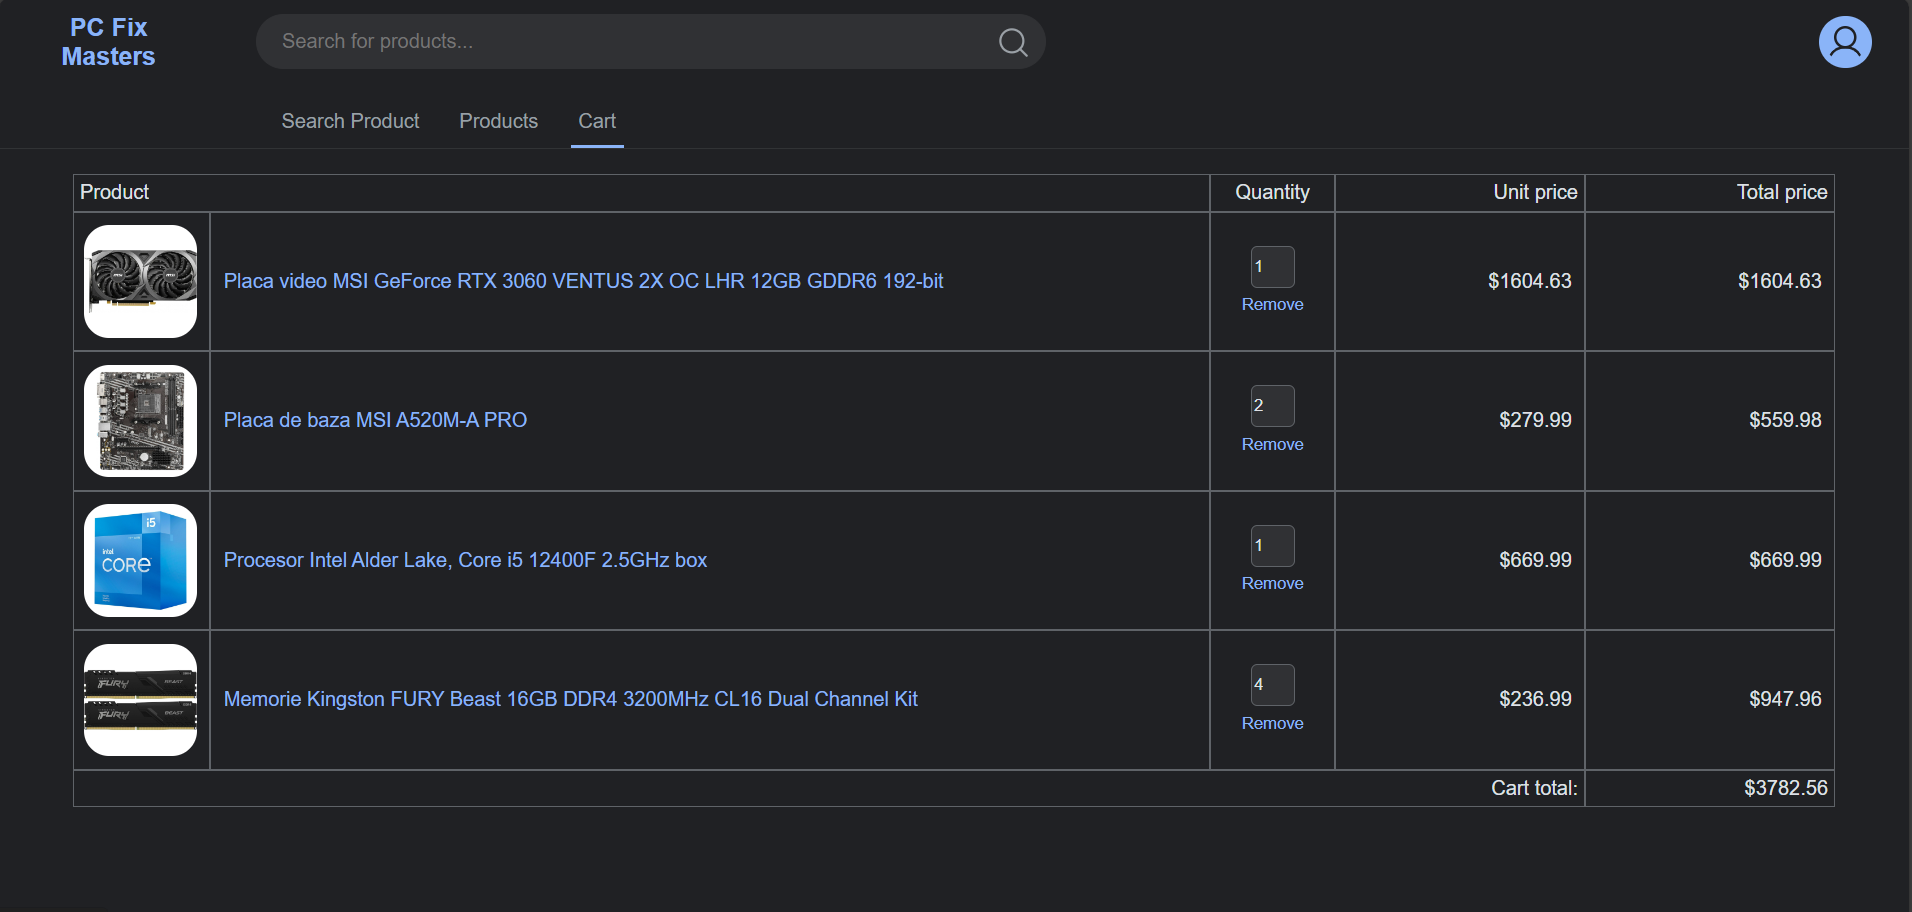 PC Fix
Masters
Search for products...
Search Product Products Cart
Product Quantity Unit price Total price
Placa video MSI GeForce RTX 3060 VENTUS 2X OC LHR 12GB GDDR6 192-bit 1 $1604.63 $1604.63
Remove
Placa de baza MSI A520M-A PRO 2 $279.99 $559.98
Remove
i5
intel
CORE
Procesor Intel Alder Lake, Core i5 12400F 2.5GHz box 1 $669.99 $669.99
Remove
FURY BEAST
FURY BEAST
Memorie Kingston FURY Beast 16GB DDR4 3200MHz CL16 Dual Channel Kit 4 $236.99 $947.96
Remove
Cart total: $3782.56